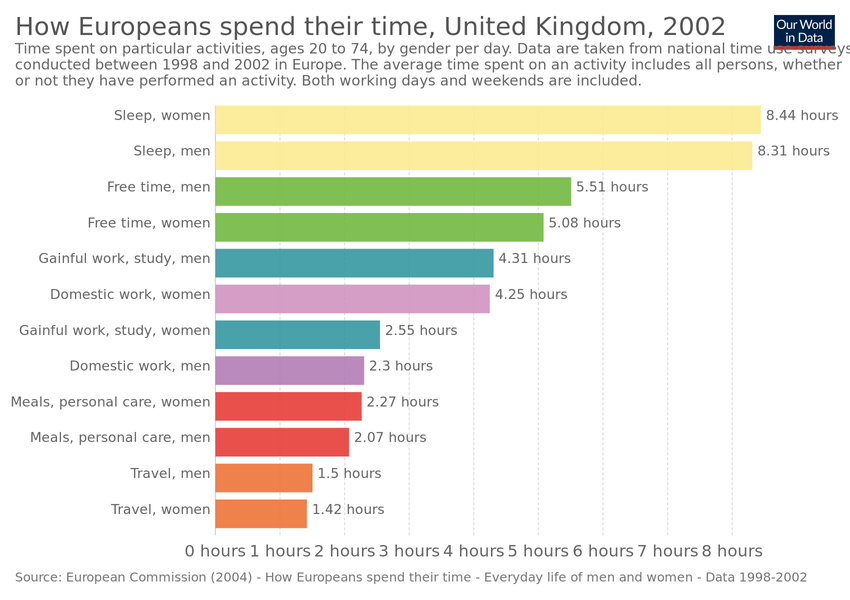 How Europeans spend their time, United Kingdom, 2002
Our World
in Data
Time spent on particular activities, ages 20 to 74, by gender per day. Data are taken from national time use surveys
conducted between 1998 and 2002 in Europe. The average time spent on an activity includes all persons, whether
or not they have performed an activity. Both working days and weekends are included.
Sleep, women 8.44 hours
Sleep, men 8.31 hours
Free time, men 5.51 hours
Free time, women 5.08 hours
Gainful work, study, men 4.31 hours
Domestic work, women 4.25 hours
Gainful work, study, women 2.55 hours
Domestic work, men 2.3 hours
Meals, personal care, women 2.27 hours
Meals, personal care, men 2.07 hours
Travel, men 1.5 hours
Travel, women 1.42 hours
0 hours 1 hours 2 hours 3 hours 4 hours 5 hours 6 hours 7 hours 8 hours
Source: European Commission (2004) - How Europeans spend their time - Everyday life of men and women - Data 1998-2002